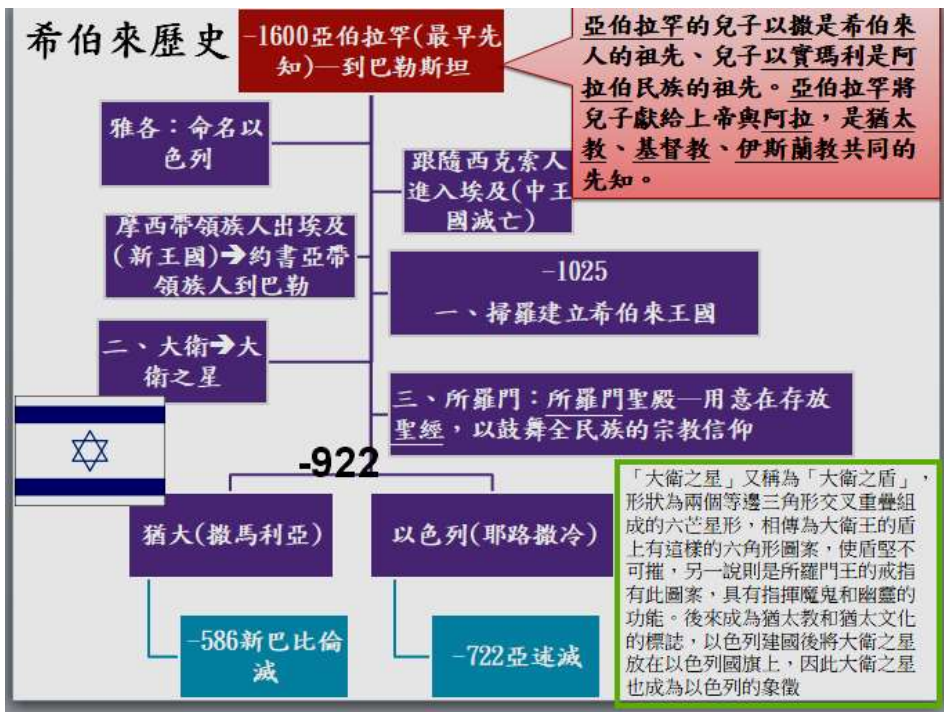 希伯來歷史
-1600亞伯拉罕(最早先
知)—到巴勒斯坦
亞伯拉罕的兒子以撒是希伯來
人的祖先、兒子以實瑪利是阿
拉伯民族的祖先。亞伯拉罕將
兒子獻給上帝與阿拉，是猶太
教、基督教、伊斯蘭教共同的
先知。
雅各：命名以
色列
跟隨西克索人
進入埃及(中王
國滅亡)
摩西帶領族人出埃及
(新王國)➔約書亞帶
領族人到巴勒
-1025
一、掃羅建立希伯來王國
二、大衛➔大
衛之星
三、所羅門：所羅門聖殿—用意在存放
聖經，以鼓舞全民族的宗教信仰
-922
猶大(撒馬利亞)
以色列(耶路撒冷)
-586新巴比倫
滅
-722亞述滅
「大衛之星」又稱為「大衛之盾」，
形狀為兩個等邊三角形交叉重疊組
成的六芒星形，相傳為大衛王的盾
上有這樣的六角形圖案，使盾堅不
可摧，另一說則是所羅門王的戒指
有此圖案，具有指揮魔鬼和幽靈的
功能。後來成為猶太教和猶太文化
的標誌，以色列建國後將大衛之星
放在以色列國旗上，因此大衛之星
也成為以色列的象徵